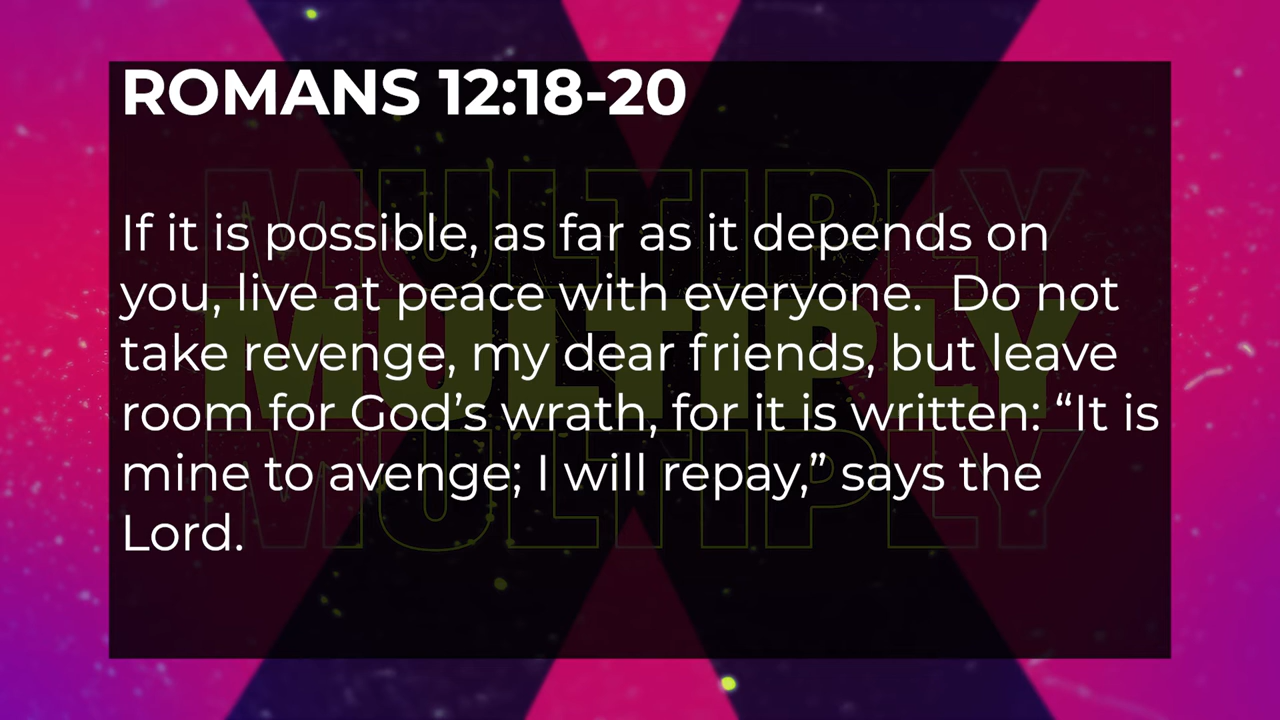 ROMANS 12:18-20
MULTIPLY
If it is possible, as far as it depends on
you, live at peace with everyone.  Do not
MULTIPLY
take revenge, my dear friends, but leave
room for God’s wrath, for it is written: “It is
mine to avenge; I will repay,” says the
MULTIPLY
Lord.